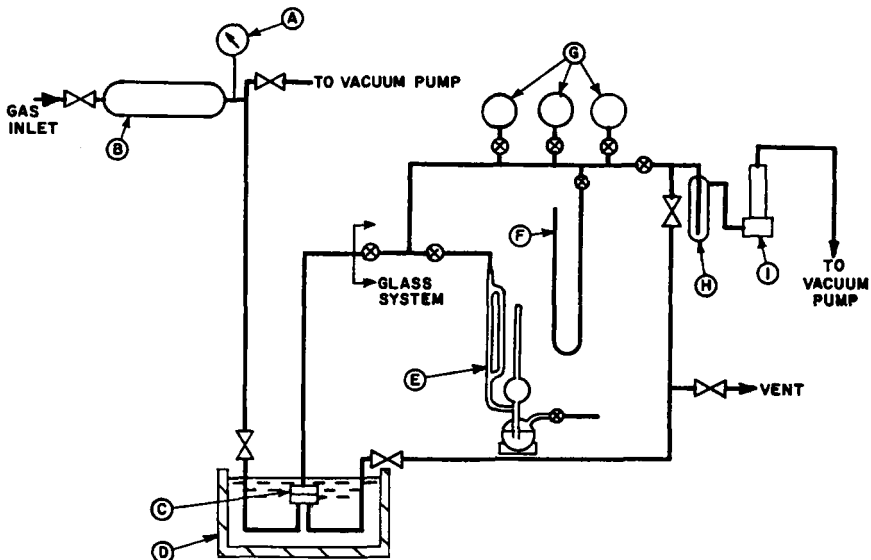 A
G
TO VACUUM PUMP
GAS
INLET
B
F
GLASS
SYSTEM
H
I
TO
VACUUM
PUMP
E
VENT
C
D